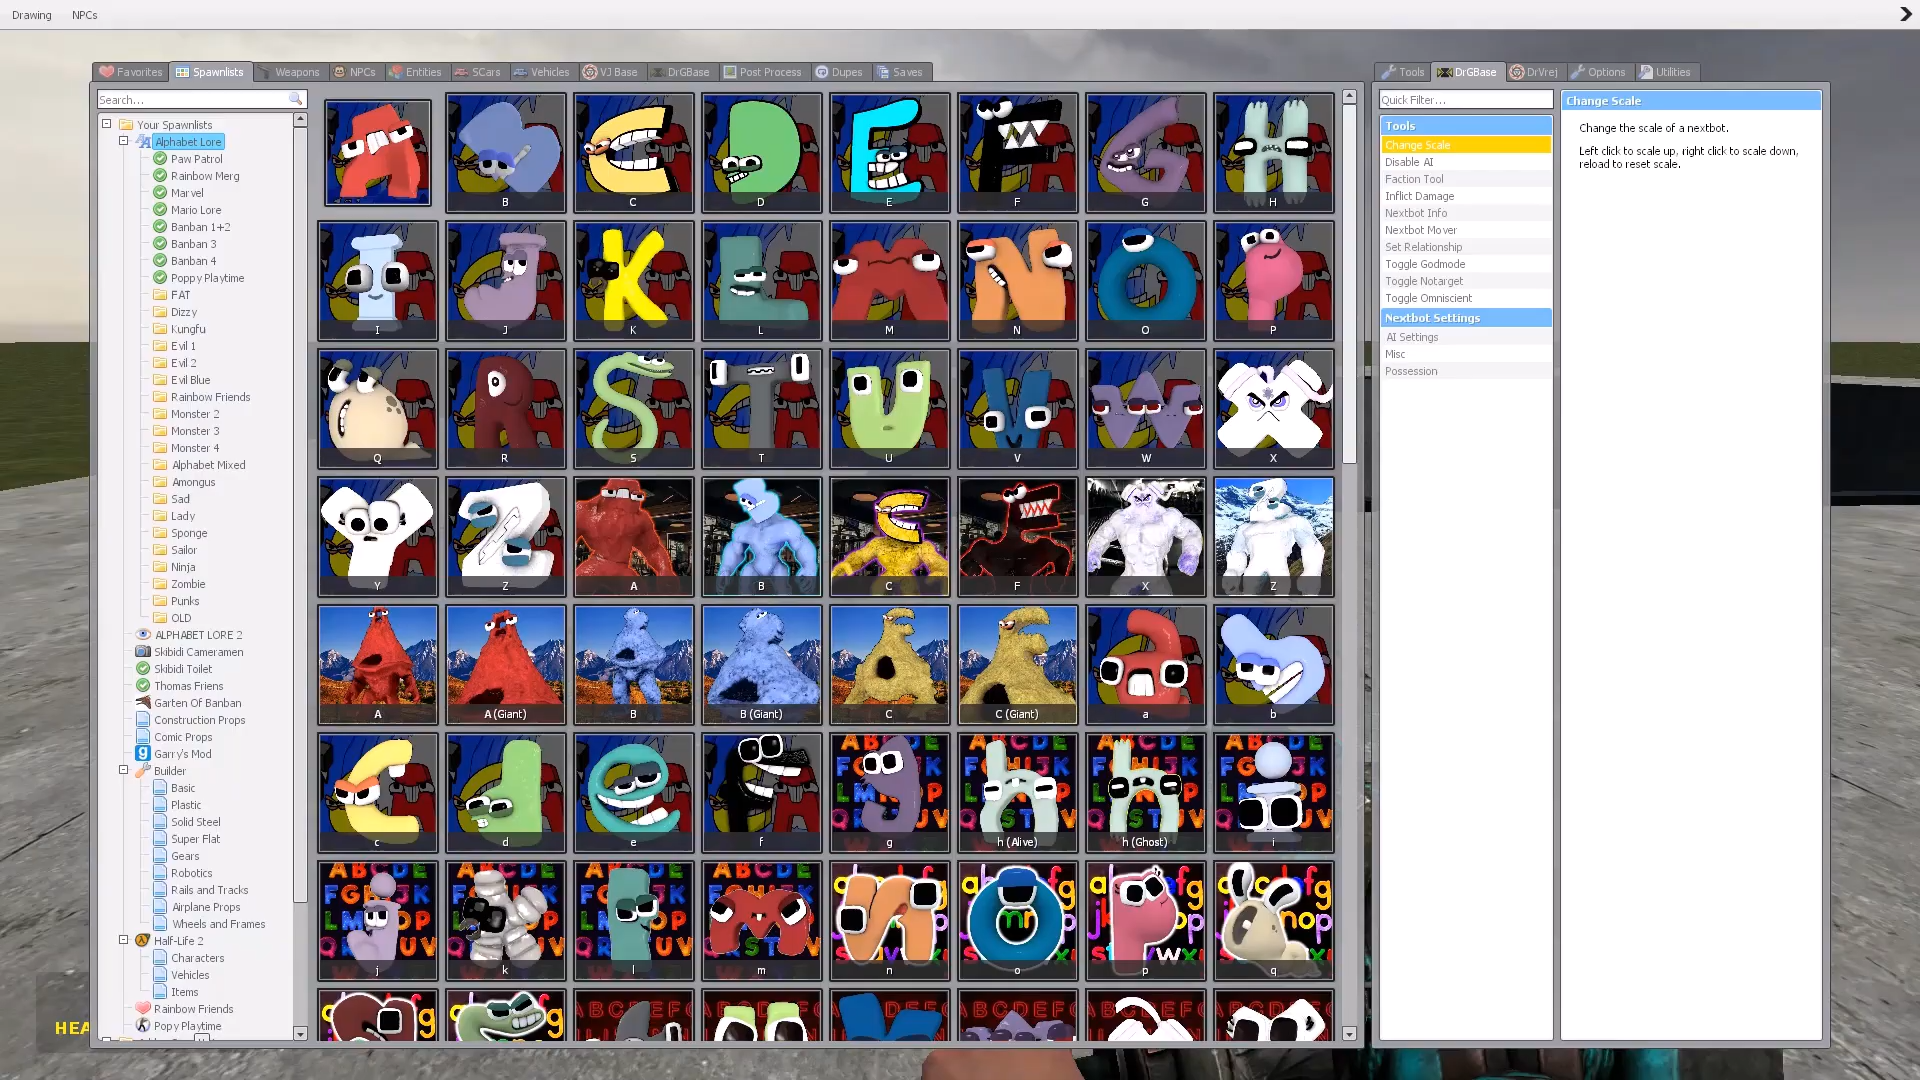 Drawing NPCs
Favorites Spawnlists Weapons NPCs Entities SCars Vehicles VJ Base DrGBase Post Process Dupes Saves
Tools DrGBase DrVrej Options Utilities
Search...
Your Spawnlists
Alphabet Lore
Paw Patrol
Rainbow Merg
Marvel
Mario Lore
Banban 1+2
Banban 3
Banban 4
Poppy Playtime
FAT
Dizzy
Kungfu
Evil 1
Evil 2
Evil Blue
Rainbow Friends
Monster 2
Monster 3
Monster 4
Alphabet Mixed
Amongus
Sad
Lady
Sponge
Sailor
Ninja
Zombie
Punks
OLD
ALPHABET LORE 2
Skibidi Cameramen
Skibidi Toilet
Thomas Friens
Garten Of Banban
Construction Props
Comic Props
Garry's Mod
Builder
Basic
Plastic
Solid Steel
Super Flat
Gears
Robotics
Rails and Tracks
Airplane Props
Wheels and Frames
Half-Life 2
Characters
Vehicles
Items
Rainbow Friends
Popy Playtime
HEA
B C D E F G H
I J K L M N O P
Q R S T U V W X
Y Z A B C F X Z
A A (Giant) B B (Giant) C C (Giant) a b
c d e f g h (Alive) h (Ghost) i
j k l m n o p q
Quick Filter...
Tools
Change Scale
Disable AI
Faction Tool
Inflict Damage
Nextbot Info
Nextbot Mover
Set Relationship
Toggle Godmode
Toggle Notarget
Toggle Omniscient
Nextbot Settings
AI Settings
Misc
Possession
Change Scale
Change the scale of a nextbot.
Left click to scale up, right click to scale down,
reload to reset scale.